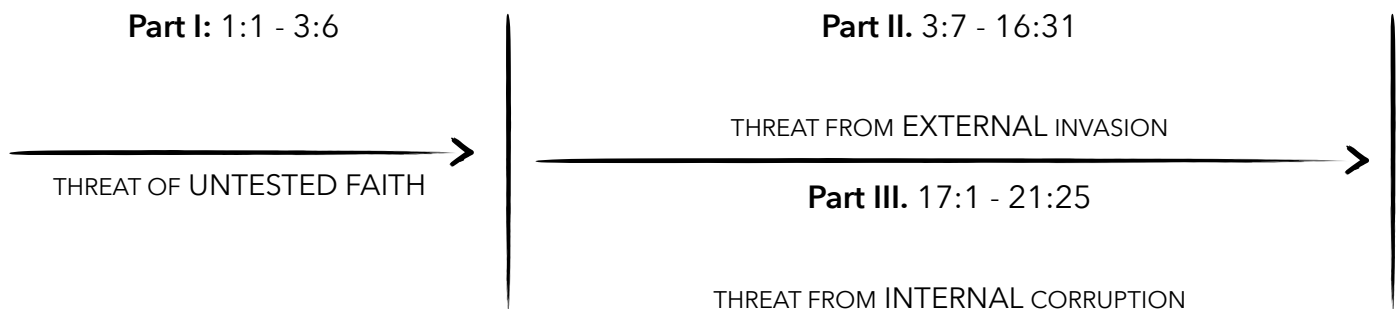 Part I: 1:1 - 3:6
THREAT OF UNTESTED FAITH
Part II. 3:7 - 16:31
THREAT FROM EXTERNAL INVASION
Part III. 17:1 - 21:25
THREAT FROM INTERNAL CORRUPTION